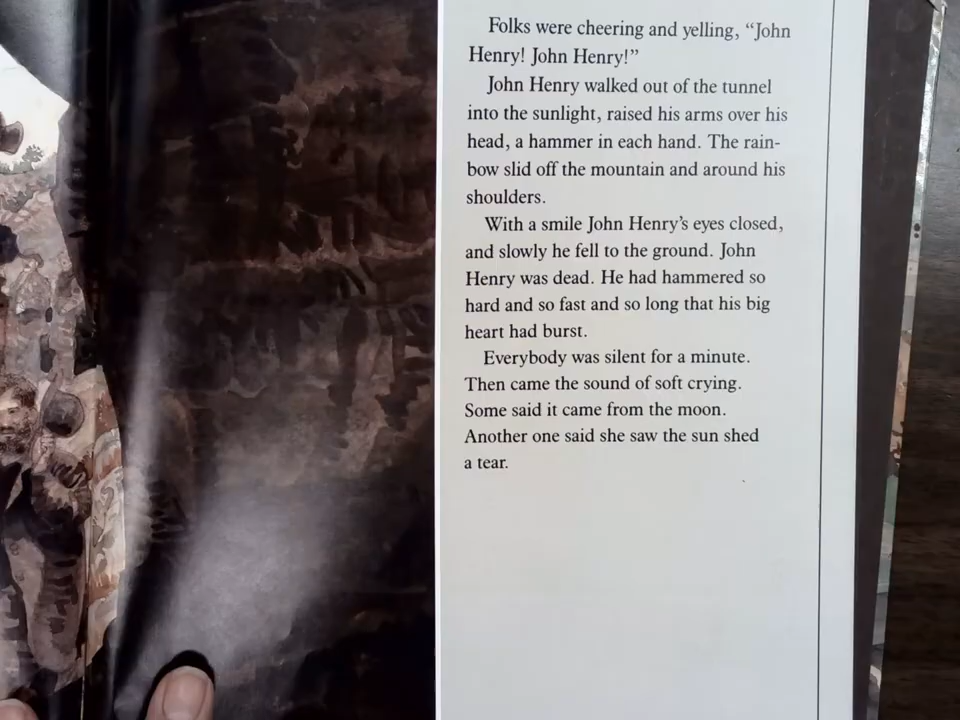 Folks were cheering and yelling, “John
Henry! John Henry!”
John Henry walked out of the tunnel
into the sunlight, raised his arms over his
head, a hammer in each hand. The rain-
bow slid off the mountain and around his
shoulders.
With a smile John Henry’s eyes closed,
and slowly he fell to the ground. John
Henry was dead. He had hammered so
hard and so fast and so long that his big
heart had burst.
Everybody was silent for a minute.
Then came the sound of soft crying.
Some said it came from the moon.
Another one said she saw the sun shed
a tear.